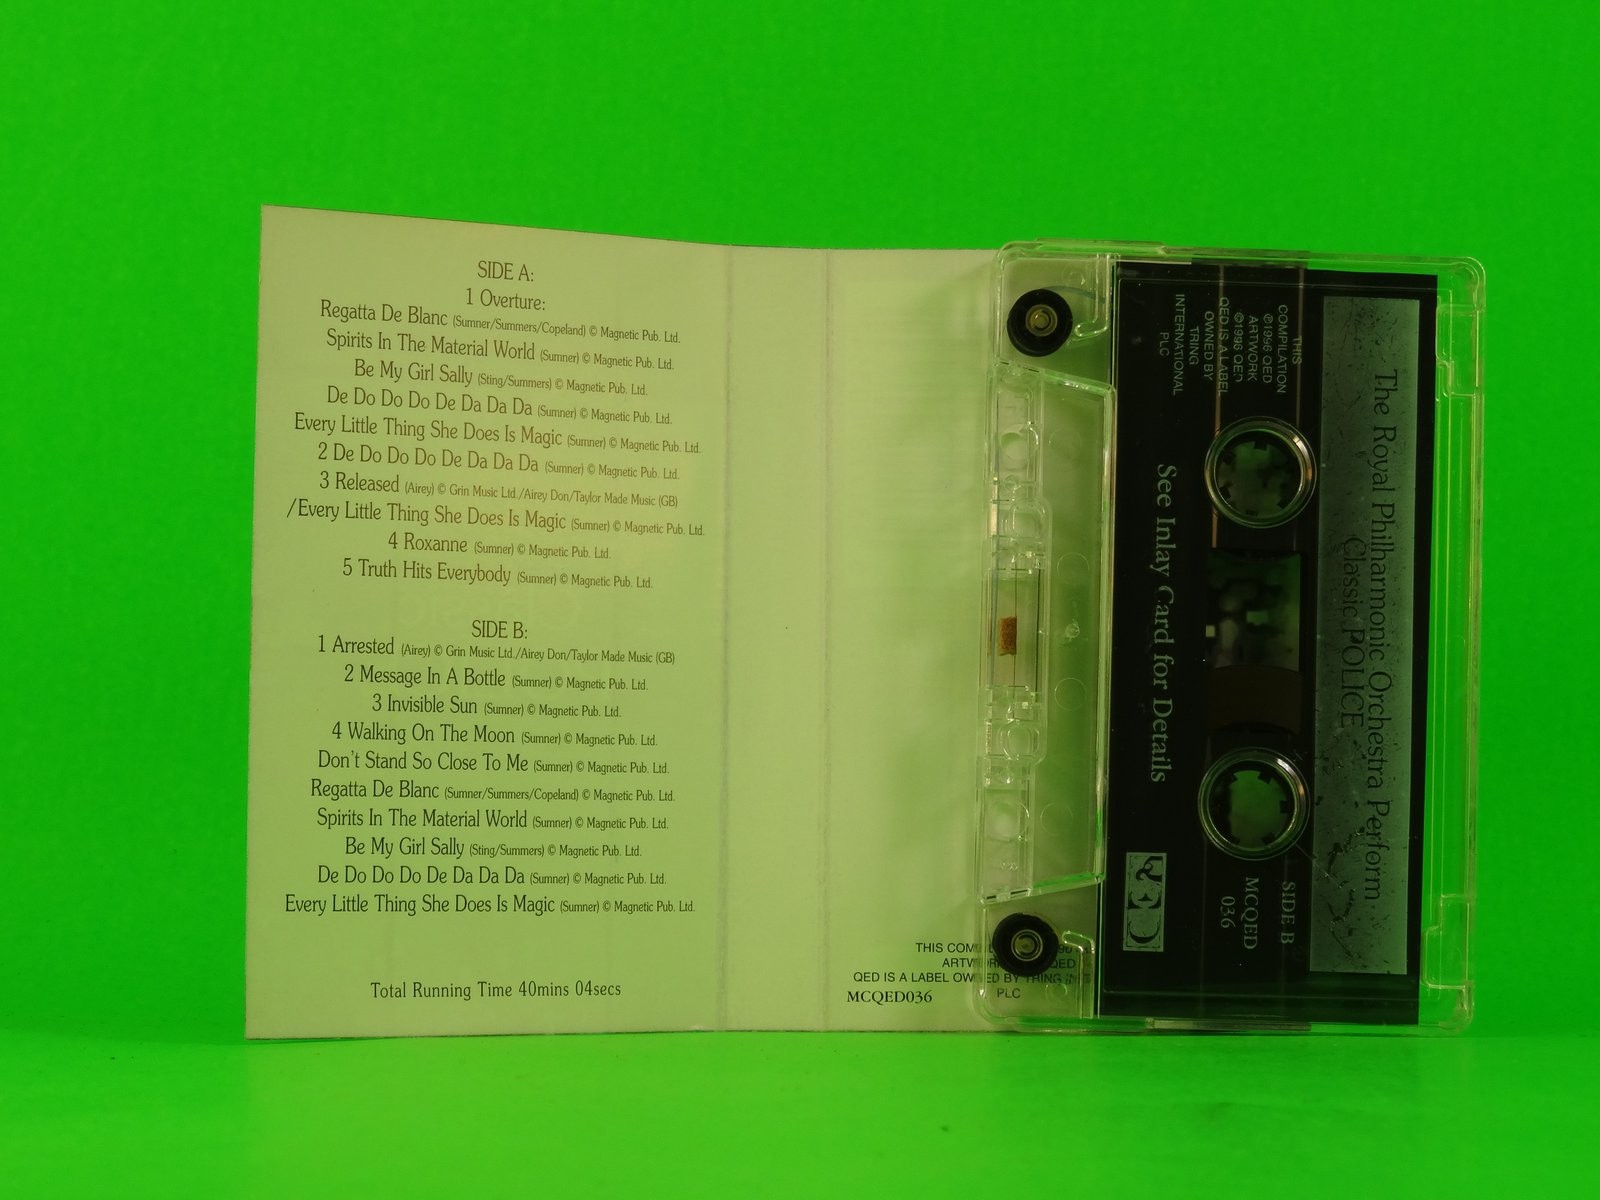 SIDE A:
1 Overture:
Regatta De Blanc (Sumner/Summers/Copeland) © Magnetic Pub. Ltd.
Spirits In The Material World (Sumner) © Magnetic Pub. Ltd.
Be My Girl Sally (Sting/Summers) © Magnetic Pub. Ltd.
De Do Do Do De Da Da Da (Sumner) © Magnetic Pub. Ltd.
Every Little Thing She Does Is Magic (Sumner) © Magnetic Pub. Ltd.
2 De Do Do Do De Da Da Da (Sumner) © Magnetic Pub. Ltd.
3 Released (Airey) © Grin Music Ltd./Airey Don/Taylor Made Music (GB)
/Every Little Thing She Does Is Magic (Sumner) © Magnetic Pub. Ltd.
4 Roxanne (Sumner) © Magnetic Pub. Ltd.
5 Truth Hits Everybody (Sumner) © Magnetic Pub. Ltd.
SIDE B:
1 Arrested (Airey) © Grin Music Ltd./Airey Don/Taylor Made Music (GB)
2 Message In A Bottle (Sumner) © Magnetic Pub. Ltd.
3 Invisible Sun (Sumner) © Magnetic Pub. Ltd.
4 Walking On The Moon (Sumner) © Magnetic Pub. Ltd.
Don't Stand So Close To Me (Sumner) © Magnetic Pub. Ltd.
Regatta De Blanc (Sumner/Summers/Copeland) © Magnetic Pub. Ltd.
Spirits In The Material World (Sumner) © Magnetic Pub. Ltd.
Be My Girl Sally (Sting/Summers) © Magnetic Pub. Ltd.
De Do Do Do De Da Da Da (Sumner) © Magnetic Pub. Ltd.
Every Little Thing She Does Is Magic (Sumner) © Magnetic Pub. Ltd.
Total Running Time 40mins 04secs
THIS
QED
QED IS A LABEL OWNED BY TRING
PLC
MCQED036
The Royal Philharmonic Orchestra Perform
Classic POLICE
THIS
COMPILATION
℗1996 QED
ARTWORK
©1996 QED
QED IS A LABEL
OWNED BY
TRING
INTERNATIONAL
PLC
See Inlay Card for Details
SIDE B
MCQED
036
QED